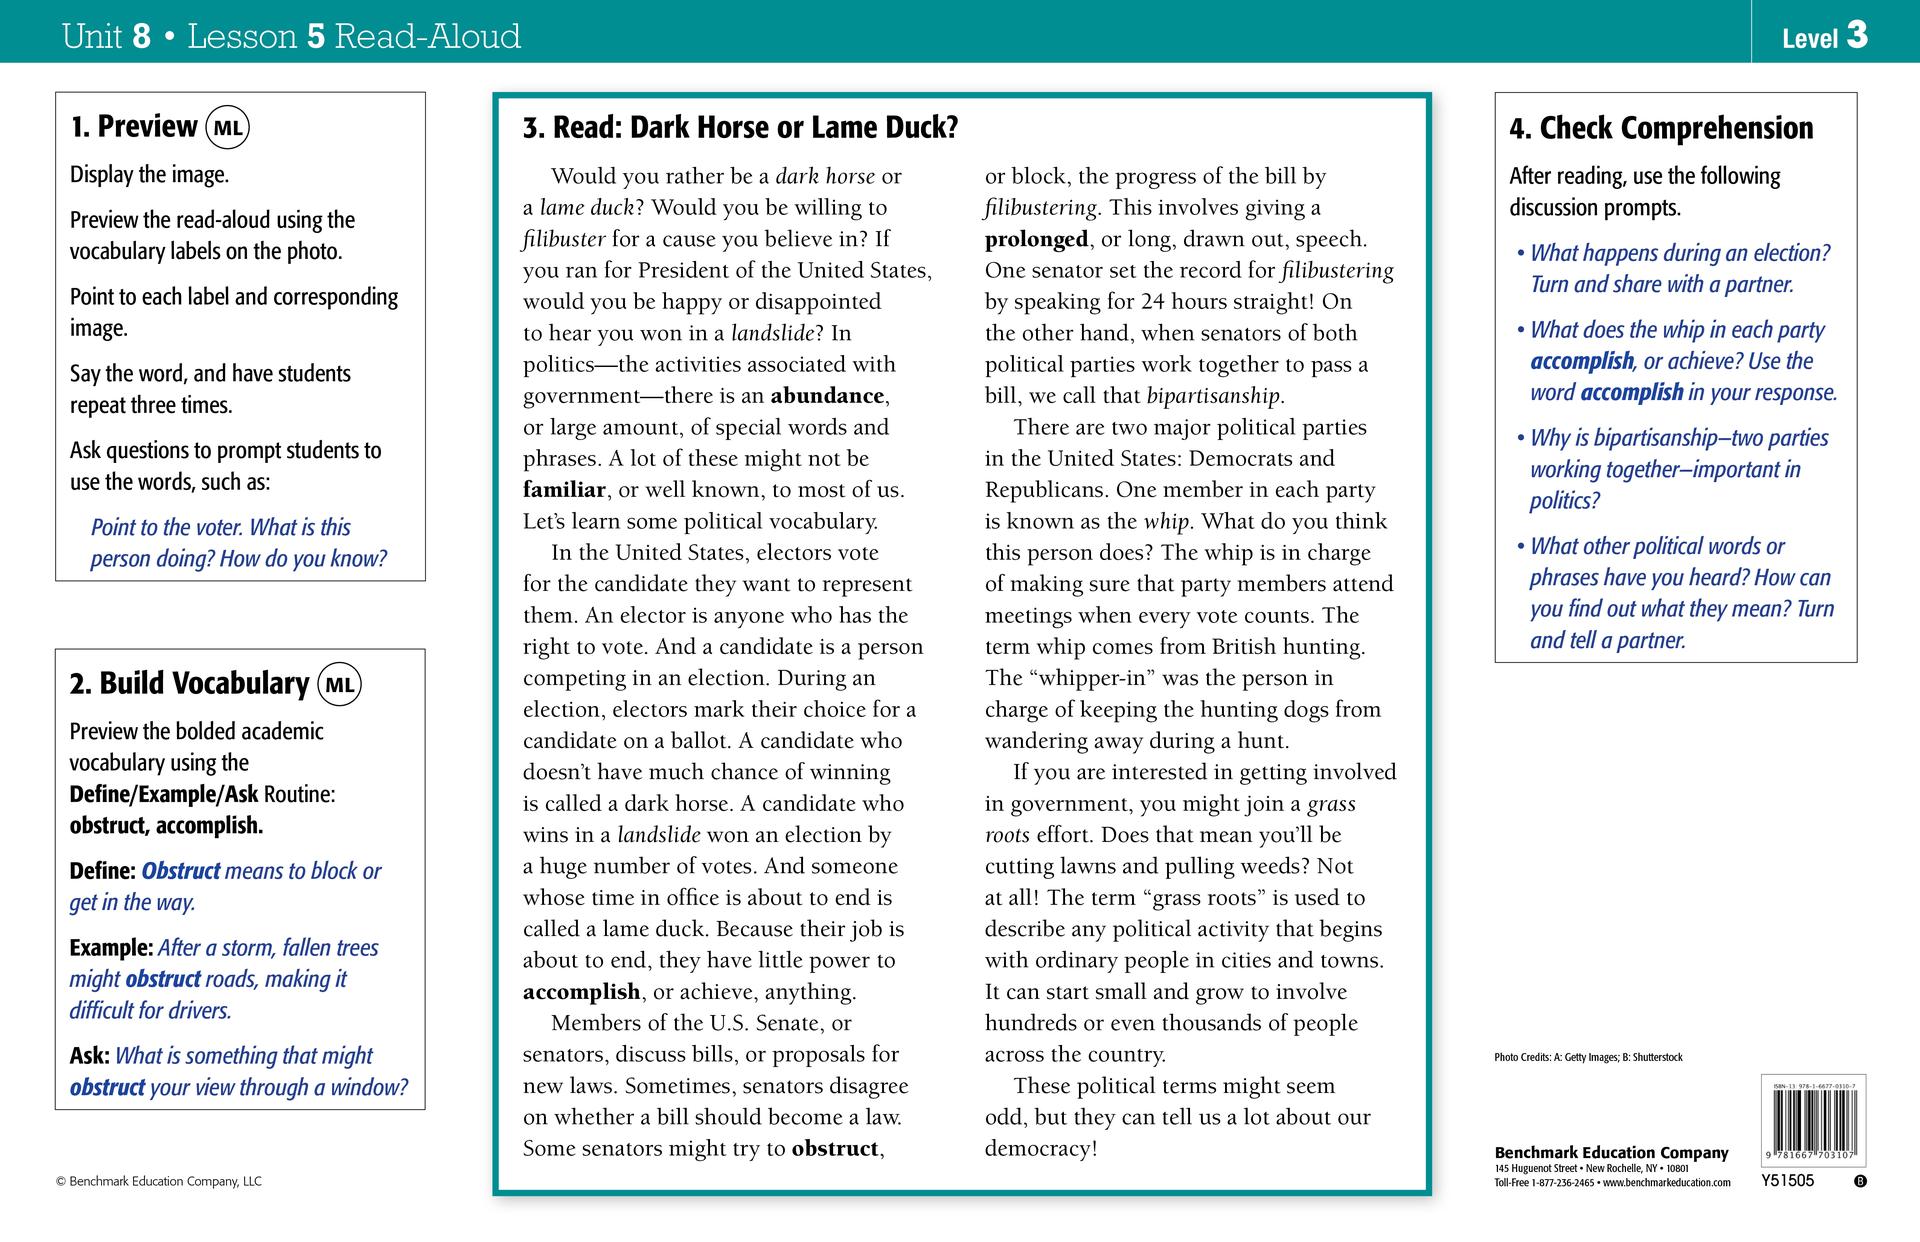 Unit 8 • Lesson 5 Read-Aloud
Level 3
1. Preview ML
Display the image.
Preview the read-aloud using the
vocabulary labels on the photo.
Point to each label and corresponding
image.
Say the word, and have students
repeat three times.
Ask questions to prompt students to
use the words, such as:
Point to the voter. What is this
person doing? How do you know?
2. Build Vocabulary ML
Preview the bolded academic
vocabulary using the
Define/Example/Ask Routine:
obstruct, accomplish.
Define: Obstruct means to block or
get in the way.
Example: After a storm, fallen trees
might obstruct roads, making it
difficult for drivers.
Ask: What is something that might
obstruct your view through a window?
© Benchmark Education Company, LLC
3. Read: Dark Horse or Lame Duck?
Would you rather be a dark horse or
a lame duck? Would you be willing to
filibuster for a cause you believe in? If
you ran for President of the United States,
would you be happy or disappointed
to hear you won in a landslide? In
politics—the activities associated with
government—there is an abundance,
or large amount, of special words and
phrases. A lot of these might not be
familiar, or well known, to most of us.
Let's learn some political vocabulary.
In the United States, electors vote
for the candidate they want to represent
them. An elector is anyone who has the
right to vote. And a candidate is a person
competing in an election. During an
election, electors mark their choice for a
candidate on a ballot. A candidate who
doesn't have much chance of winning
is called a dark horse. A candidate who
wins in a landslide won an election by
a huge number of votes. And someone
whose time in office is about to end is
called a lame duck. Because their job is
about to end, they have little power to
accomplish, or achieve, anything.
Members of the U.S. Senate, or
senators, discuss bills, or proposals for
new laws. Sometimes, senators disagree
on whether a bill should become a law.
Some senators might try to obstruct,
or block, the progress of the bill by
filibustering. This involves giving a
prolonged, or long, drawn out, speech.
One senator set the record for filibustering
by speaking for 24 hours straight! On
the other hand, when senators of both
political parties work together to pass a
bill, we call that bipartisanship.
There are two major political parties
in the United States: Democrats and
Republicans. One member in each party
is known as the whip. What do you think
this person does? The whip is in charge
of making sure that party members attend
meetings when every vote counts. The
term whip comes from British hunting.
The “whipper-in” was the person in
charge of keeping the hunting dogs from
wandering away during a hunt.
If you are interested in getting involved
in government, you might join a grass
roots effort. Does that mean you'll be
cutting lawns and pulling weeds? Not
at all! The term “grass roots” is used to
describe any political activity that begins
with ordinary people in cities and towns.
It can start small and grow to involve
hundreds or even thousands of people
across the country.
These political terms might seem
odd, but they can tell us a lot about our
democracy!
4. Check Comprehension
After reading, use the following
discussion prompts.
• What happens during an election?
Turn and share with a partner.
• What does the whip in each party
accomplish, or achieve? Use the
word accomplish in your response.
• Why is bipartisanship—two parties
working together—important in
politics?
• What other political words or
phrases have you heard? How can
you find out what they mean? Turn
and tell a partner.
Photo Credits: A: Getty Images; B: Shutterstock
Benchmark Education Company
145 Huguenot Street • New Rochelle, NY • 10801
Toll-Free 1-877-236-2465 • www.benchmarkeducation.com
ISBN-13 978-1-6677-0310-7
9 781667 703107
Y51505
B